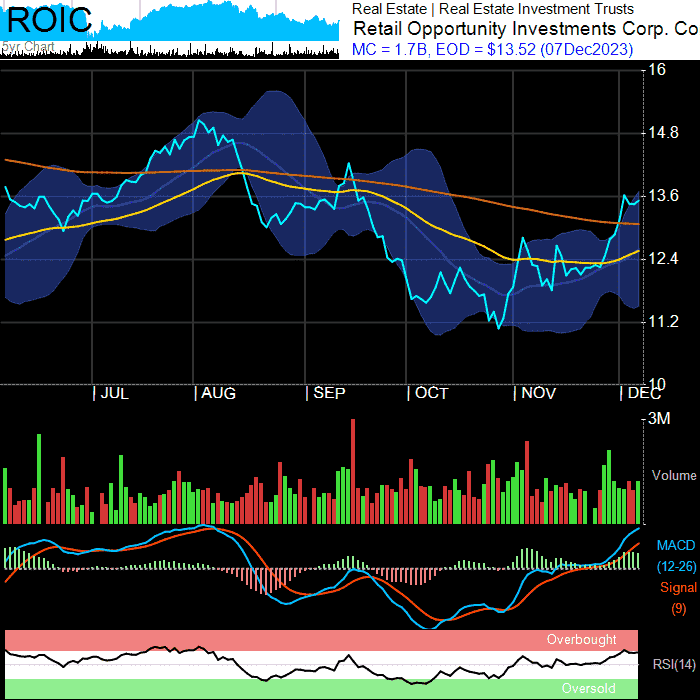 ROIC
5yr Chart
Real Estate | Real Estate Investment Trusts
Retail Opportunity Investments Corp. Co
MC = 1.7B, EOD = $13.52 (07Dec2023)
16
14.8
13.6
12.4
11.2
10
| JUL | AUG | SEP | OCT | NOV | DEC
3M
Volume
MACD
(12-26)
Signal
(9)
Overbought
RSI(14)
Oversold